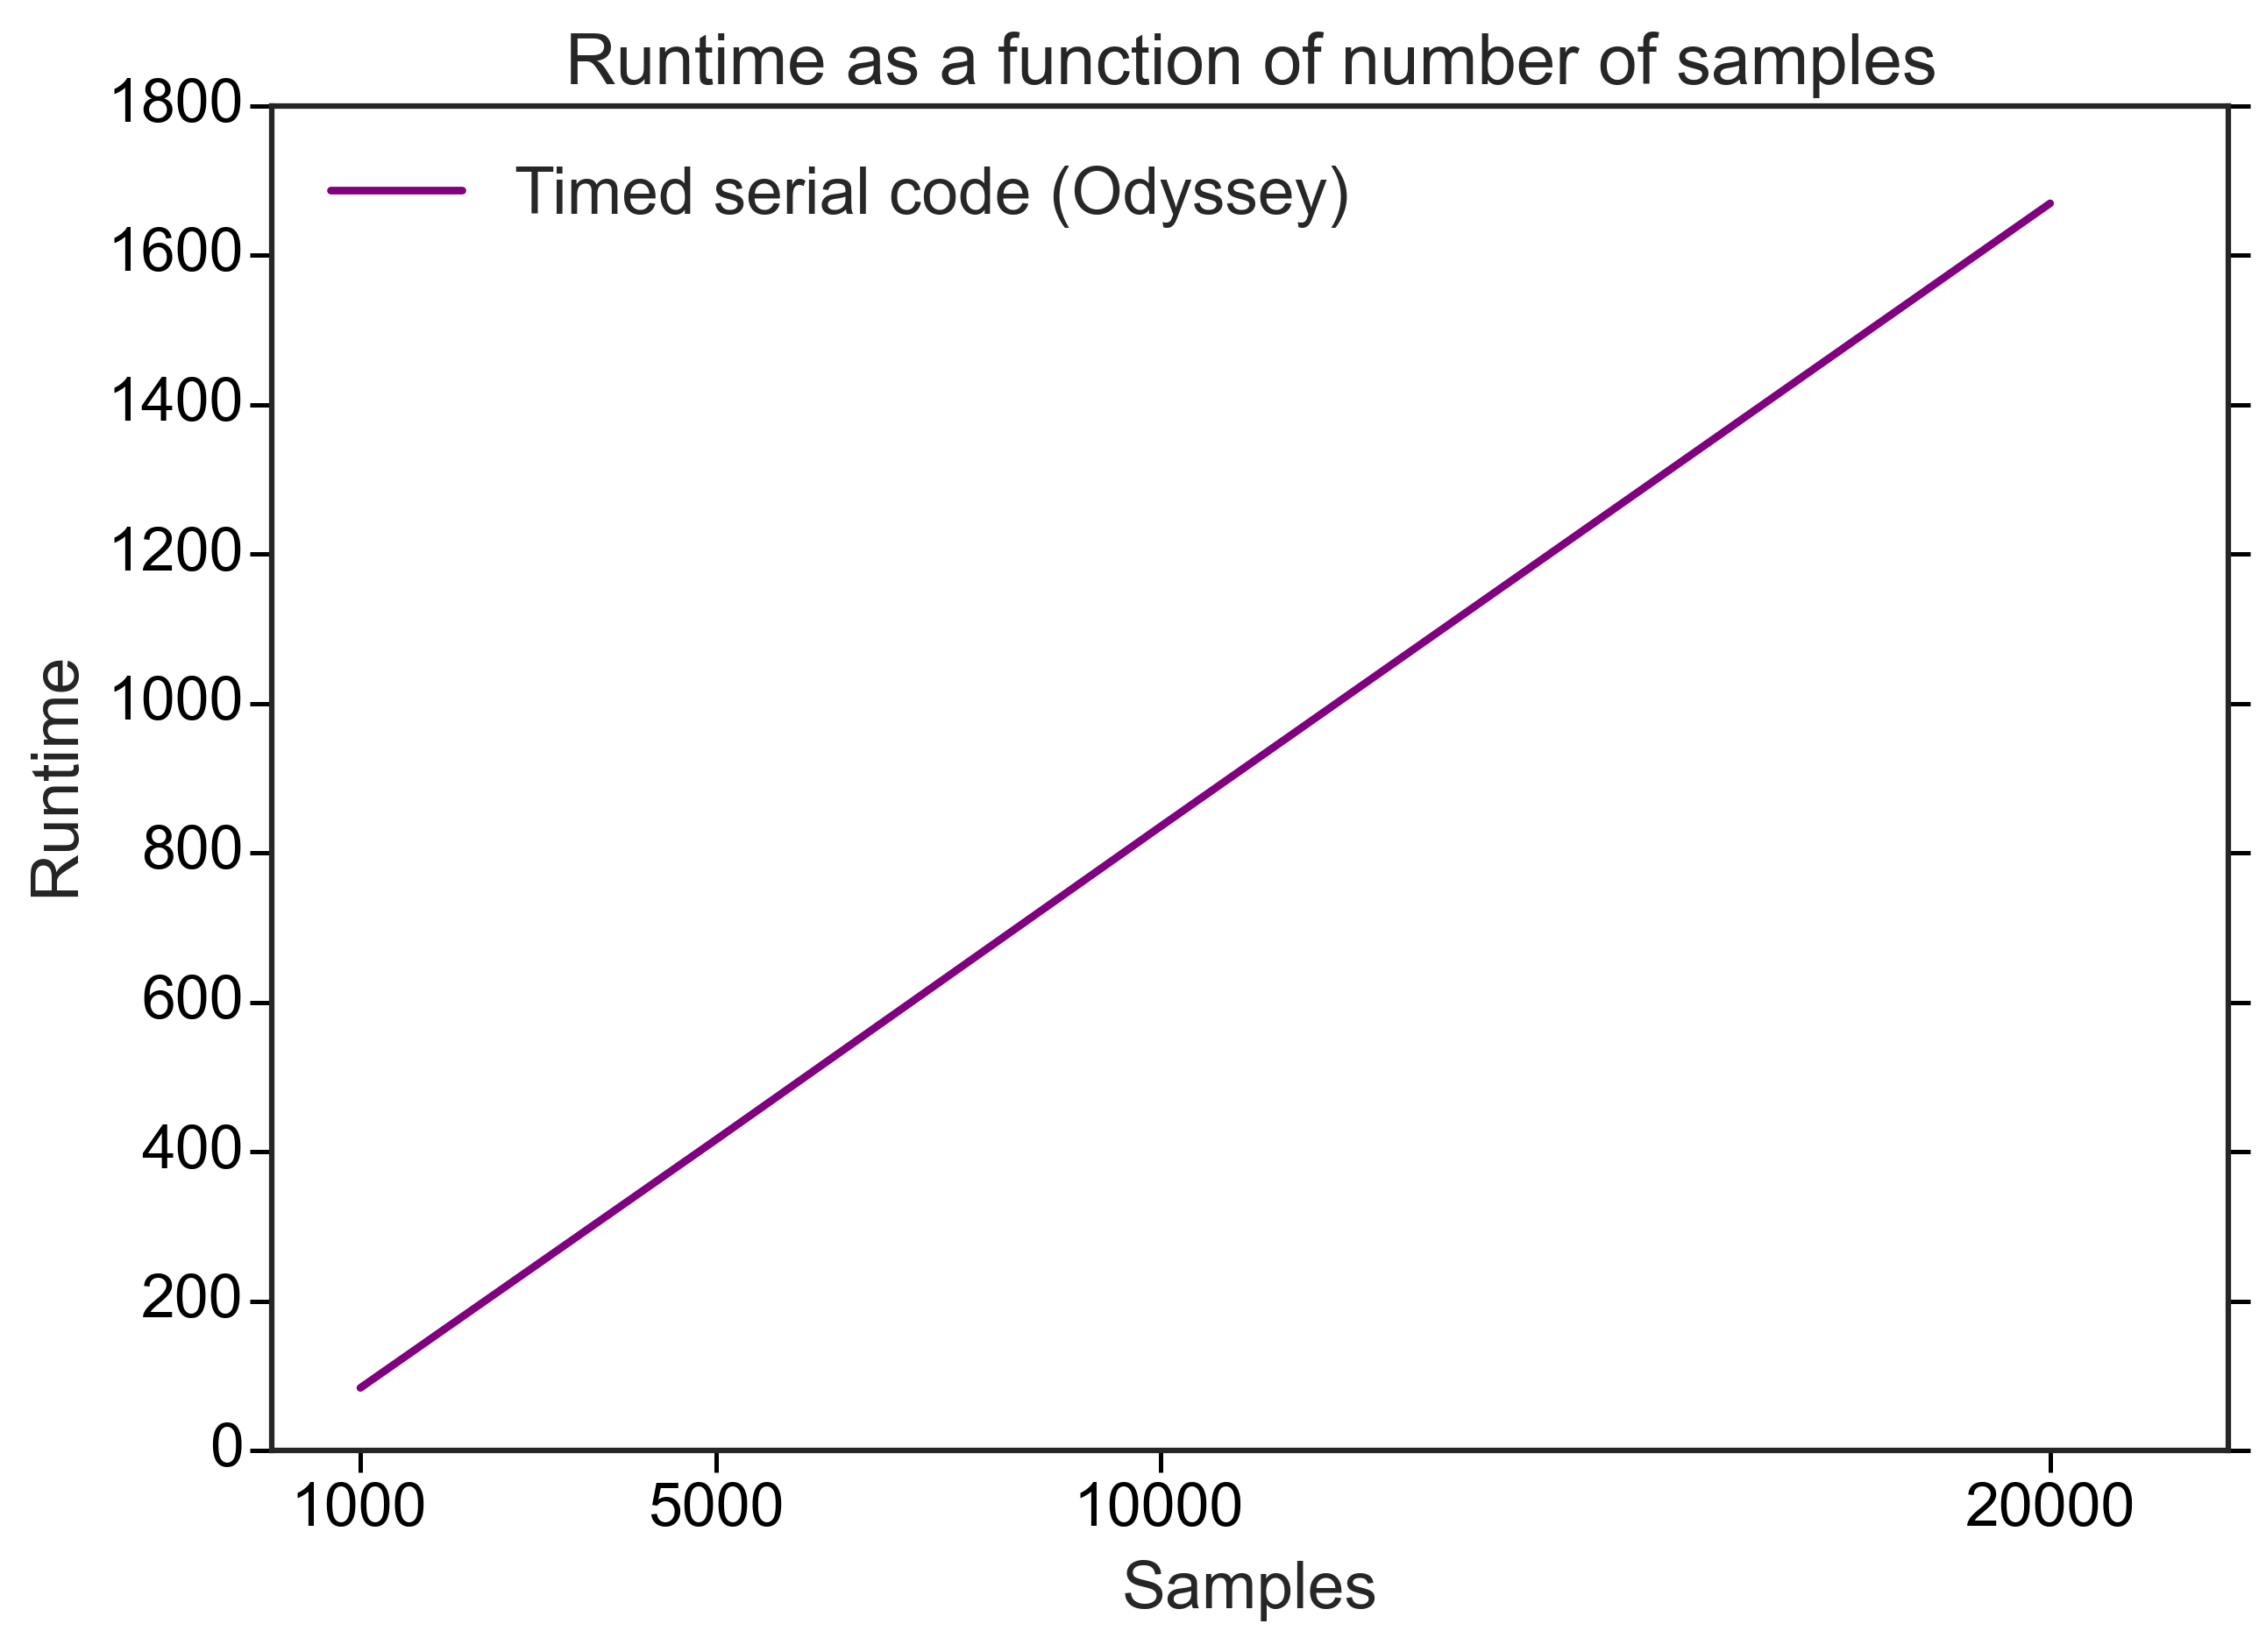 Runtime as a function of number of samples
Timed serial code (Odyssey)
1800
1600
1400
1200
1000
800
600
400
200
0
Runtime
1000 5000 10000 20000
Samples